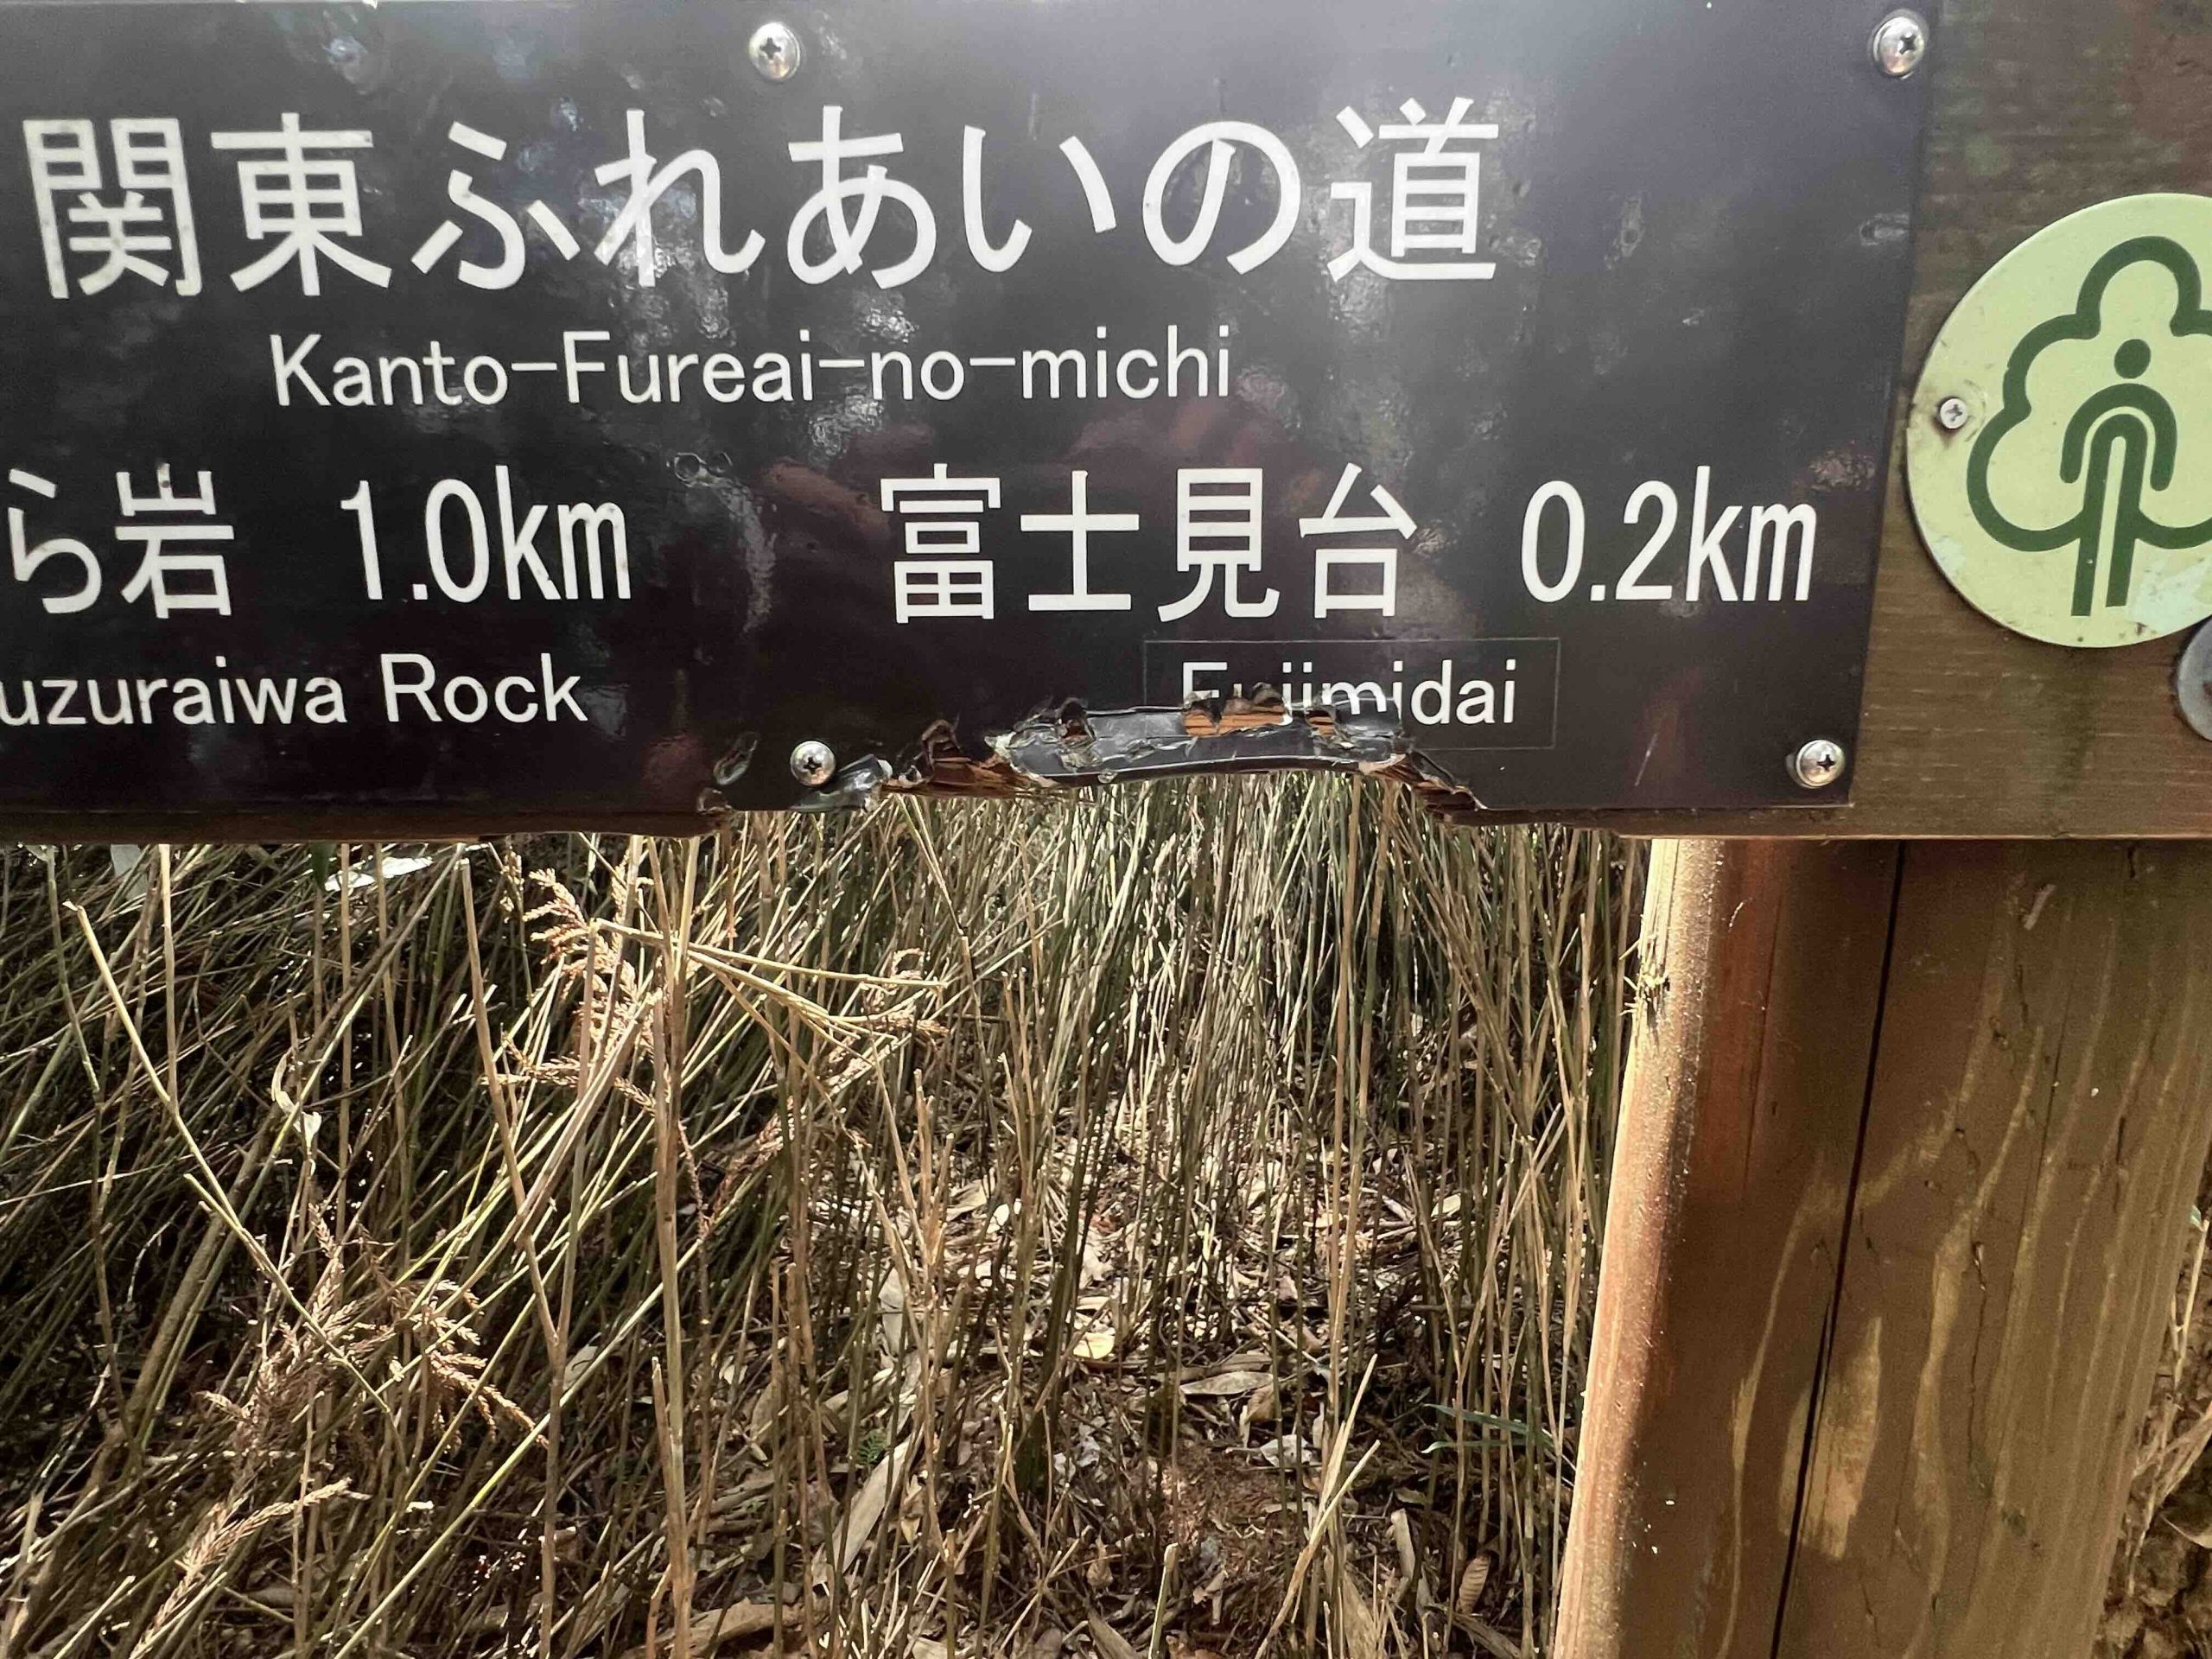 関東ふれあいの道
Kanto-Fureai-no-michi
ら岩 1.0km 富士見台 0.2km
uzuraiwa Rock Fujimidai